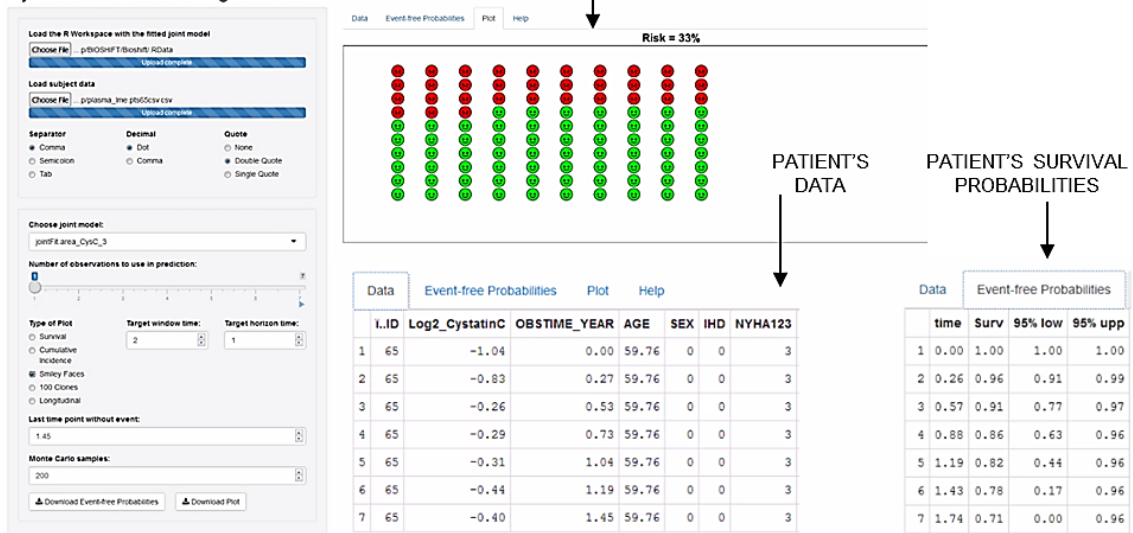 Load the R Workspace with the fitted joint model
Choose File ... p/BIOSHIFT/Bioshift/.RData
Upload complete
Load subject data
Choose File ... p/plasma_lme pts65csv.csv
Upload complete
Separator Decimal Quote
Comma Dot None
Semicolon Comma Double Quote
Tab Single Quote
Choose joint model:
jointFit.area_CysC_3
Number of observations to use in prediction:
1 7
1 2 3 4 5 6 7
Type of Plot Target window time: Target horizon time:
Survival 2 1
Cumulative
Incidence
Smiley Faces
100 Clones
Longitudinal
Last time point without event:
1.45
Monte Carlo samples:
200
Download Event-free Probabilities Download Plot
Data Event-free Probabilities Plot Help
Risk = 33%
PATIENT'S
DATA
PATIENT'S SURVIVAL
PROBABILITIES
Data Event-free Probabilities Plot Help
ï..ID Log2_CystatinC OBSTIME_YEAR AGE SEX IHD NYHA123
1 65 -1.04 0.00 59.76 0 0 3
2 65 -0.83 0.27 59.76 0 0 3
3 65 -0.26 0.53 59.76 0 0 3
4 65 -0.29 0.73 59.76 0 0 3
5 65 -0.31 1.04 59.76 0 0 3
6 65 -0.44 1.19 59.76 0 0 3
7 65 -0.40 1.45 59.76 0 0 3
Data Event-free Probabilities
time Surv 95% low 95% upp
1 0.00 1.00 1.00 1.00
2 0.26 0.96 0.91 0.99
3 0.57 0.91 0.77 0.97
4 0.88 0.86 0.63 0.96
5 1.19 0.82 0.44 0.96
6 1.43 0.78 0.17 0.96
7 1.74 0.71 0.00 0.96